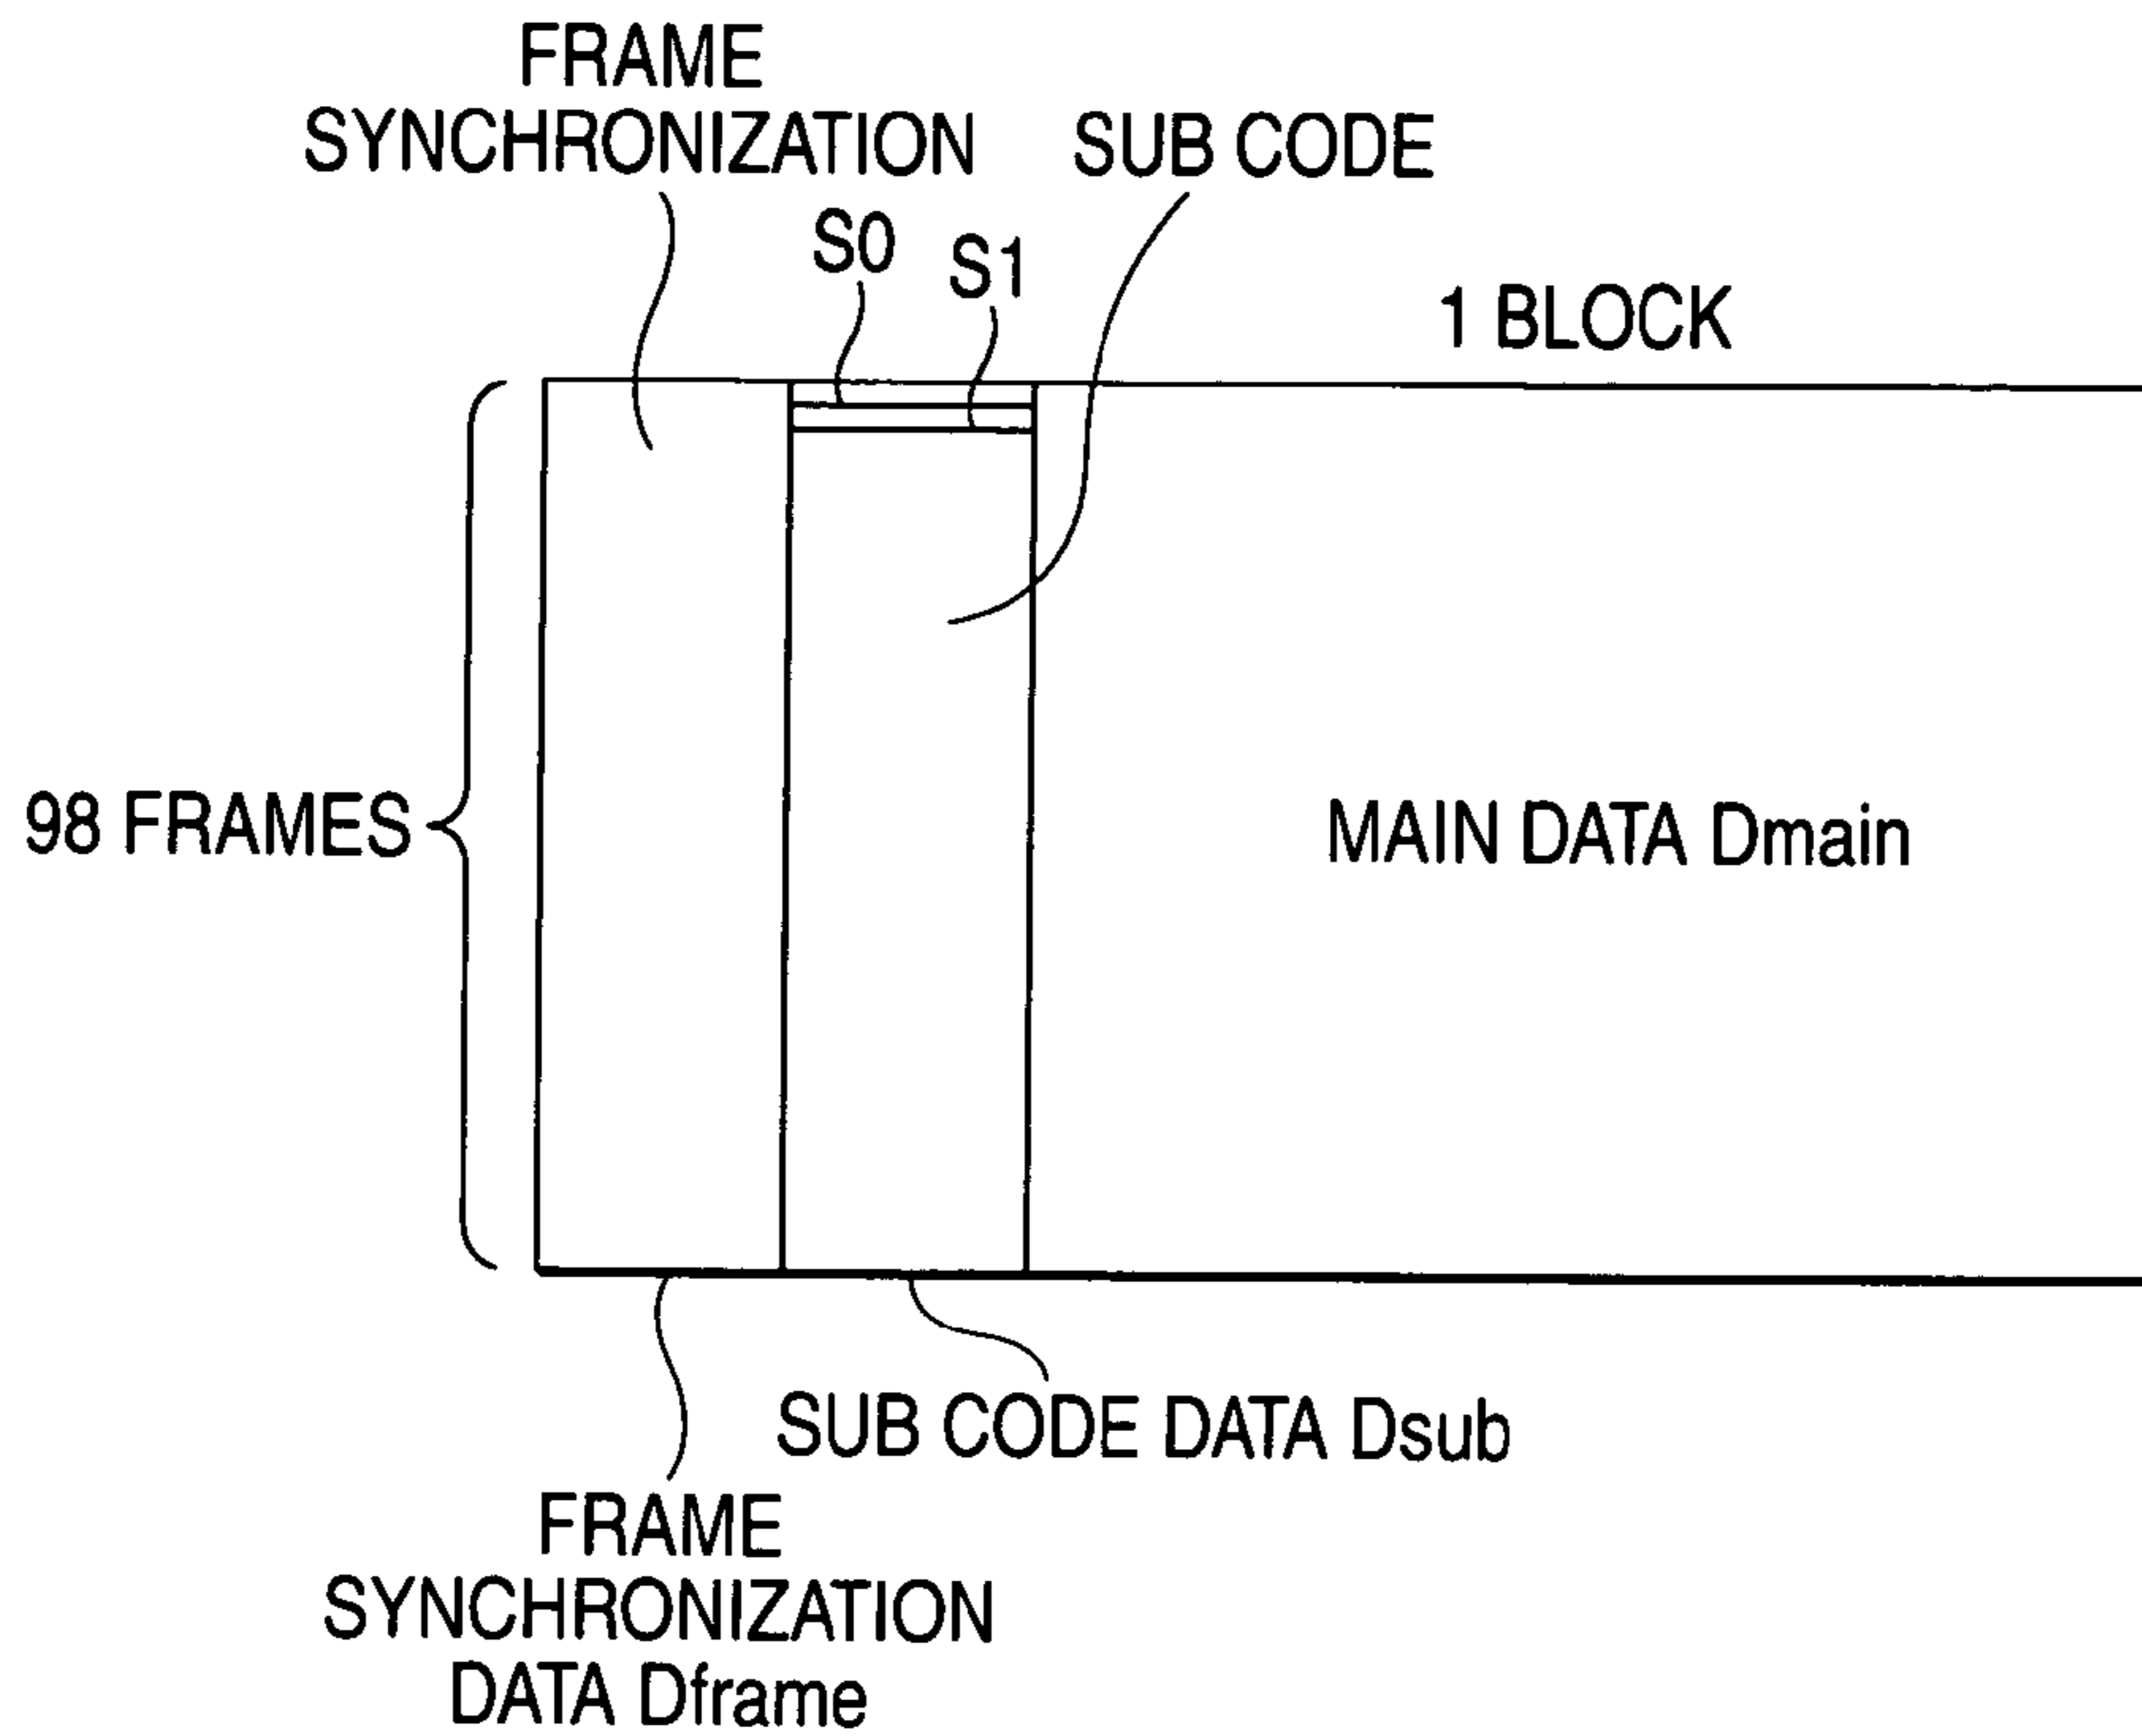 FRAME
SYNCHRONIZATION
SUB CODE
S0
S1
1 BLOCK
98 FRAMES
MAIN DATA Dmain
SUB CODE DATA Dsub
FRAME
SYNCHRONIZATION
DATA Dframe